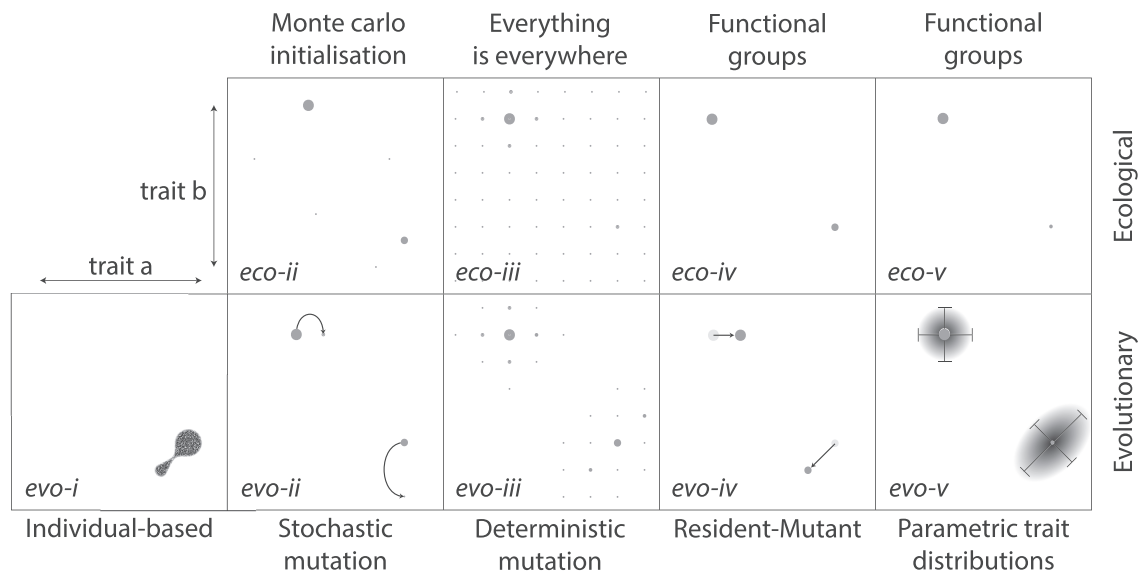 Monte carlo
initialisation
Everything
is everywhere
Functional
groups
Functional
groups
trait b
trait a
eco-ii
eco-iii
eco-iv
eco-v
Ecological
evo-i
evo-ii
evo-iii
evo-iv
evo-v
Evolutionary
Individual-based
Stochastic
mutation
Deterministic
mutation
Resident-Mutant
Parametric trait
distributions